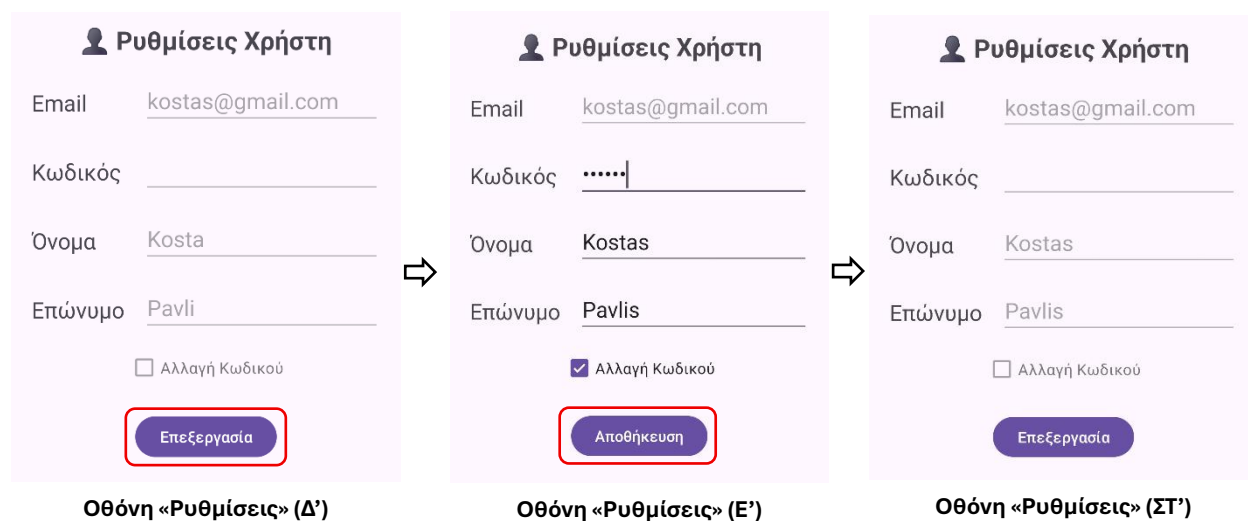 Ρυθμίσεις Χρήστη
Email kostas@gmail.com
Κωδικός
Όνομα Kosta
Επώνυμο Pavli
Αλλαγή Κωδικού
Επεξεργασία
Οθόνη «Ρυθμίσεις» (Δ’)
Ρυθμίσεις Χρήστη
Email kostas@gmail.com
Κωδικός ••••••
Όνομα Kostas
Επώνυμο Pavlis
Αλλαγή Κωδικού
Αποθήκευση
Οθόνη «Ρυθμίσεις» (Ε’)
Ρυθμίσεις Χρήστη
Email kostas@gmail.com
Κωδικός
Όνομα Kostas
Επώνυμο Pavlis
Αλλαγή Κωδικού
Επεξεργασία
Οθόνη «Ρυθμίσεις» (ΣΤ’)